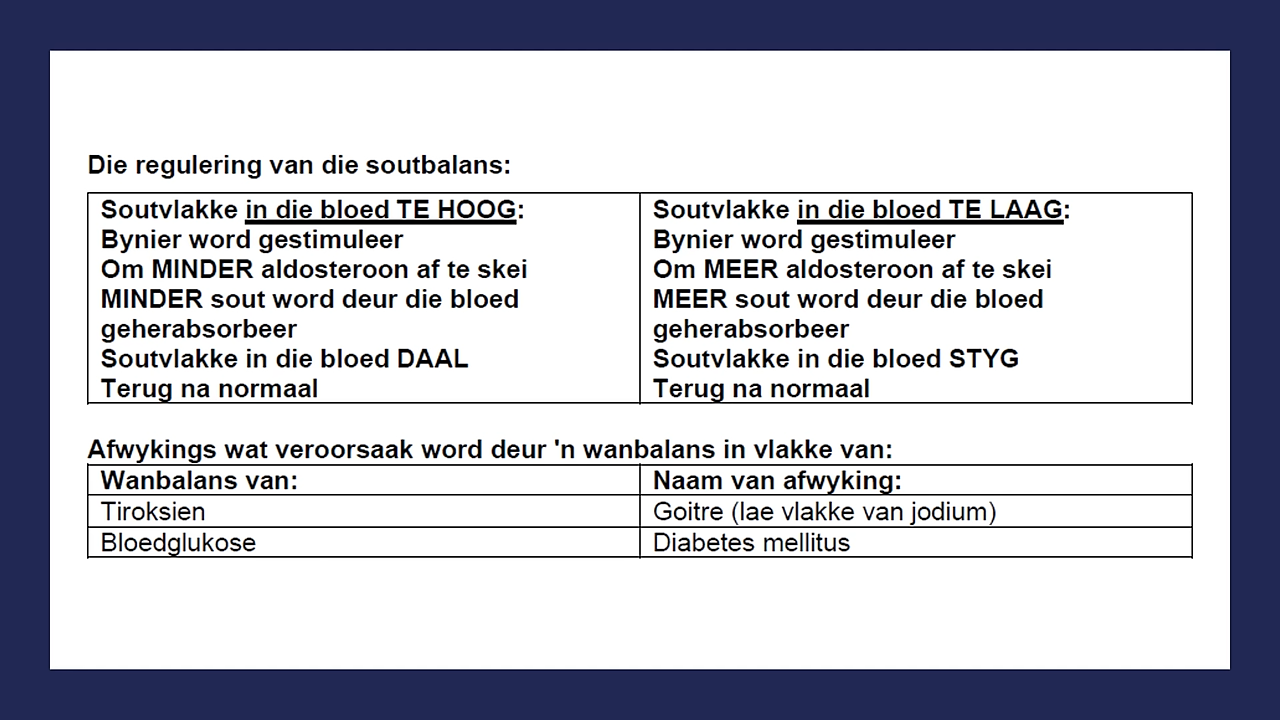 Die regulering van die soutbalans:
Soutvlakke in die bloed TE HOOG:
Bynier word gestimuleer
Om MINDER aldosteroon af te skei
MINDER sout word deur die bloed
geherabsorbeer
Soutvlakke in die bloed DAAL
Terug na normaal
Soutvlakke in die bloed TE LAAG:
Bynier word gestimuleer
Om MEER aldosteroon af te skei
MEER sout word deur die bloed
geherabsorbeer
Soutvlakke in die bloed STYG
Terug na normaal
Afwykings wat veroorsaak word deur 'n wanbalans in vlakke van:
Wanbalans van: Naam van afwyking:
Tiroksien Goitre (lae vlakke van jodium)
Bloedglukose Diabetes mellitus